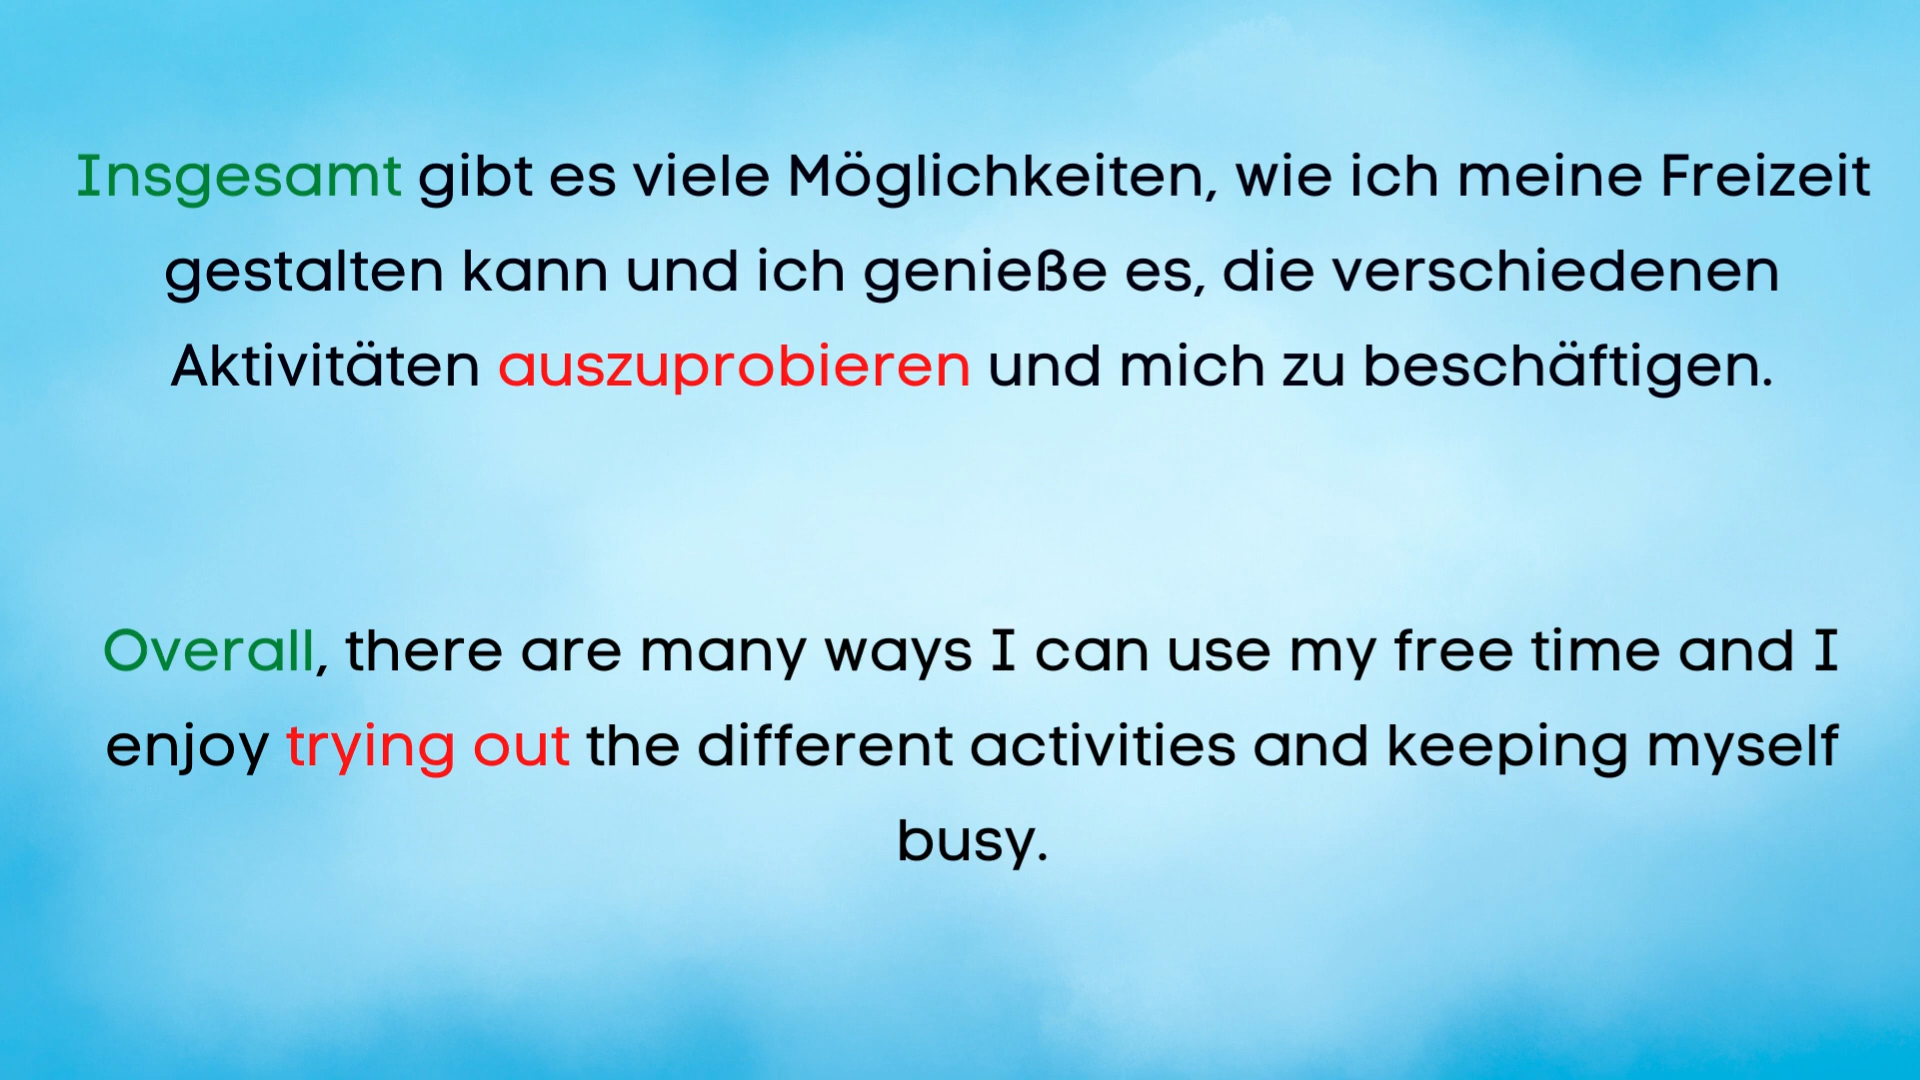 Insgesamt gibt es viele Möglichkeiten, wie ich meine Freizeit
gestalten kann und ich genieße es, die verschiedenen
Aktivitäten auszuprobieren und mich zu beschäftigen.
Overall, there are many ways I can use my free time and I
enjoy trying out the different activities and keeping myself
busy.